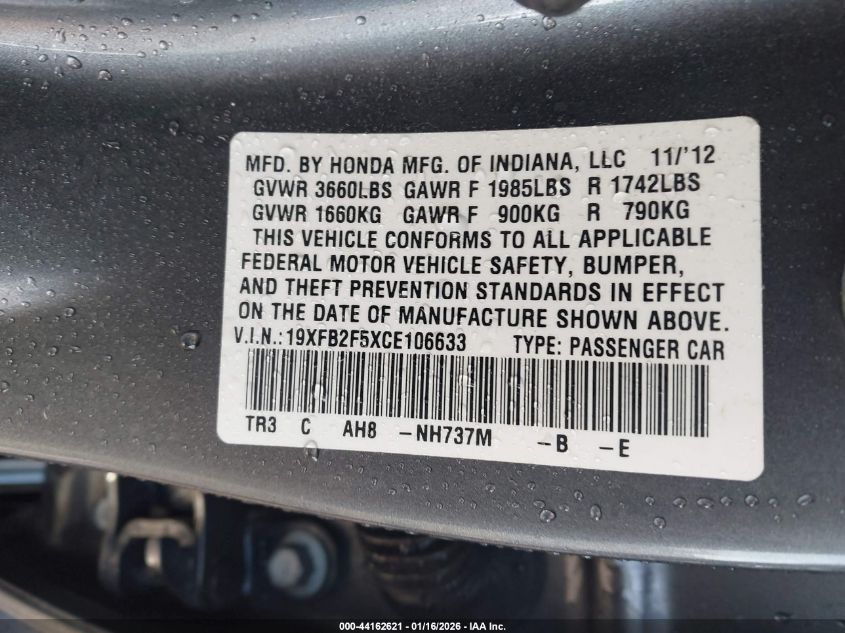 MFD. BY HONDA MFG. OF INDIANA, LLC 11/'12
GVWR 3660LBS GAWR F 1985LBS R 1742LBS
GVWR 1660KG GAWR F 900KG R 790KG
THIS VEHICLE CONFORMS TO ALL APPLICABLE
FEDERAL MOTOR VEHICLE SAFETY, BUMPER,
AND THEFT PREVENTION STANDARDS IN EFFECT
ON THE DATE OF MANUFACTURE SHOWN ABOVE.
V.I.N.:19XFB2F5XCE106633 TYPE: PASSENGER CAR
TR3 C AH8 -NH737M -B -E
000-44162621 - 01/16/2026 - IAA Inc.